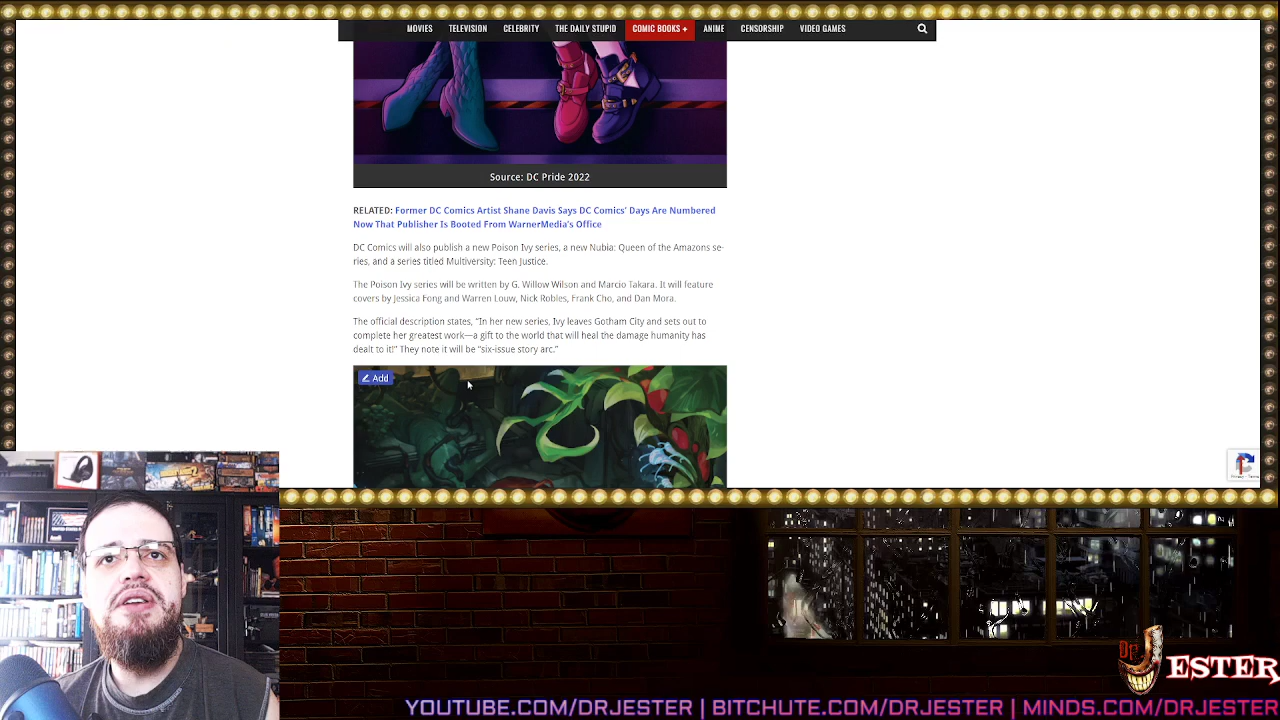 MOVIES TELEVISION CELEBRITY THE DAILY STUPID COMIC BOOKS + ANIME CENSORSHIP VIDEO GAMES
Source: DC Pride 2022
RELATED: Former DC Comics Artist Shane Davis Says DC Comics' Days Are Numbered
Now That Publisher Is Booted From WarnerMedia's Office
DC Comics will also publish a new Poison Ivy series, a new Nubia: Queen of the Amazons se-
ries, and a series titled Multiversity: Teen Justice.
The Poison Ivy series will be written by G. Willow Wilson and Marcio Takara. It will feature
covers by Jessica Fong and Warren Louw, Nick Robles, Frank Cho, and Dan Mora.
The official description states, "In her new series, Ivy leaves Gotham City and sets out to
complete her greatest work—a gift to the world that will heal the damage humanity has
dealt to it!" They note it will be "six-issue story arc."
Add
Dr. JESTER
YOUTUBE.COM/DRJESTER | BITCHUTE.COM/DRJESTER | MINDS.COM/DRJESTER